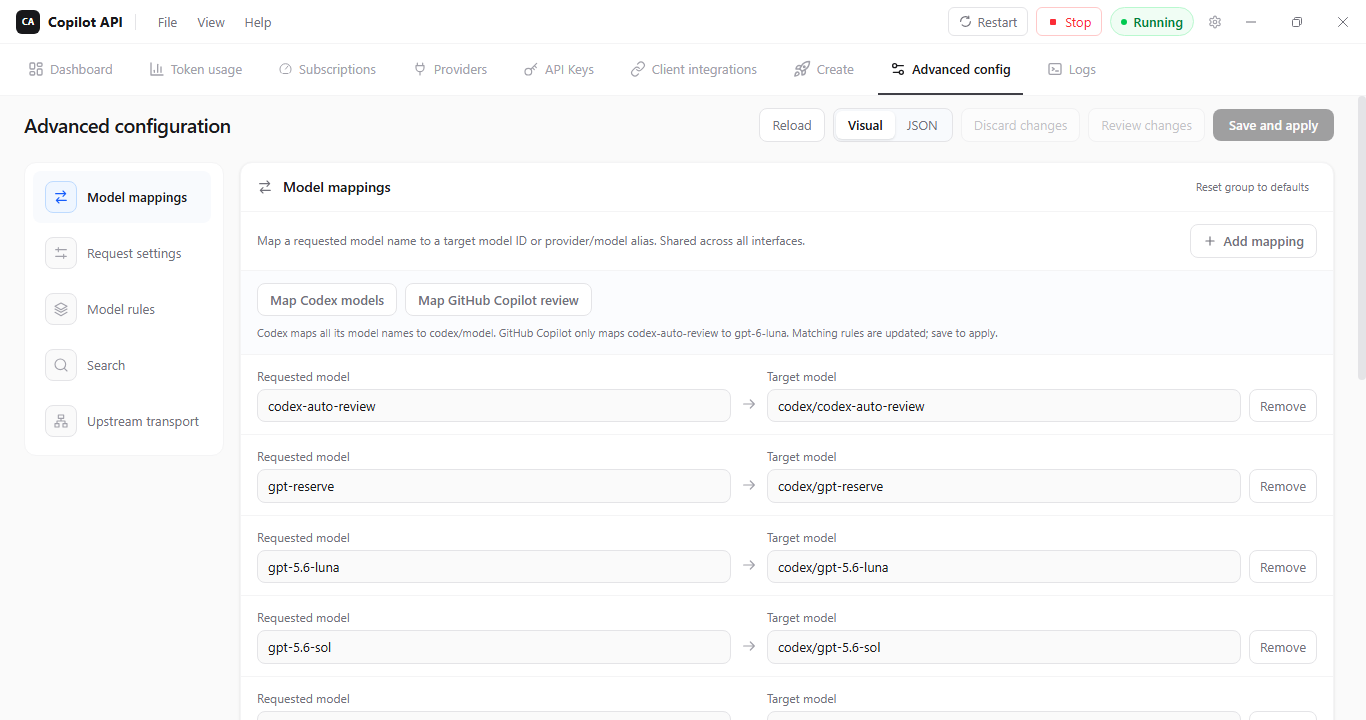 CA Copilot API File View Help Restart Stop Running
Dashboard Token usage Subscriptions Providers API Keys Client integrations Create Advanced config Logs
Advanced configuration Reload Visual JSON Discard changes Review changes Save and apply
Model mappings
Request settings
Model rules
Search
Upstream transport
Model mappings Reset group to defaults
Map a requested model name to a target model ID or provider/model alias. Shared across all interfaces. Add mapping
Map Codex models Map GitHub Copilot review
Codex maps all its model names to codex/model. GitHub Copilot only maps codex-auto-review to gpt-6-luna. Matching rules are updated; save to apply.
Requested model Target model
codex-auto-review codex/codex-auto-review Remove
Requested model Target model
gpt-reserve codex/gpt-reserve Remove
Requested model Target model
gpt-5.6-luna codex/gpt-5.6-luna Remove
Requested model Target model
gpt-5.6-sol codex/gpt-5.6-sol Remove
Requested model Target model